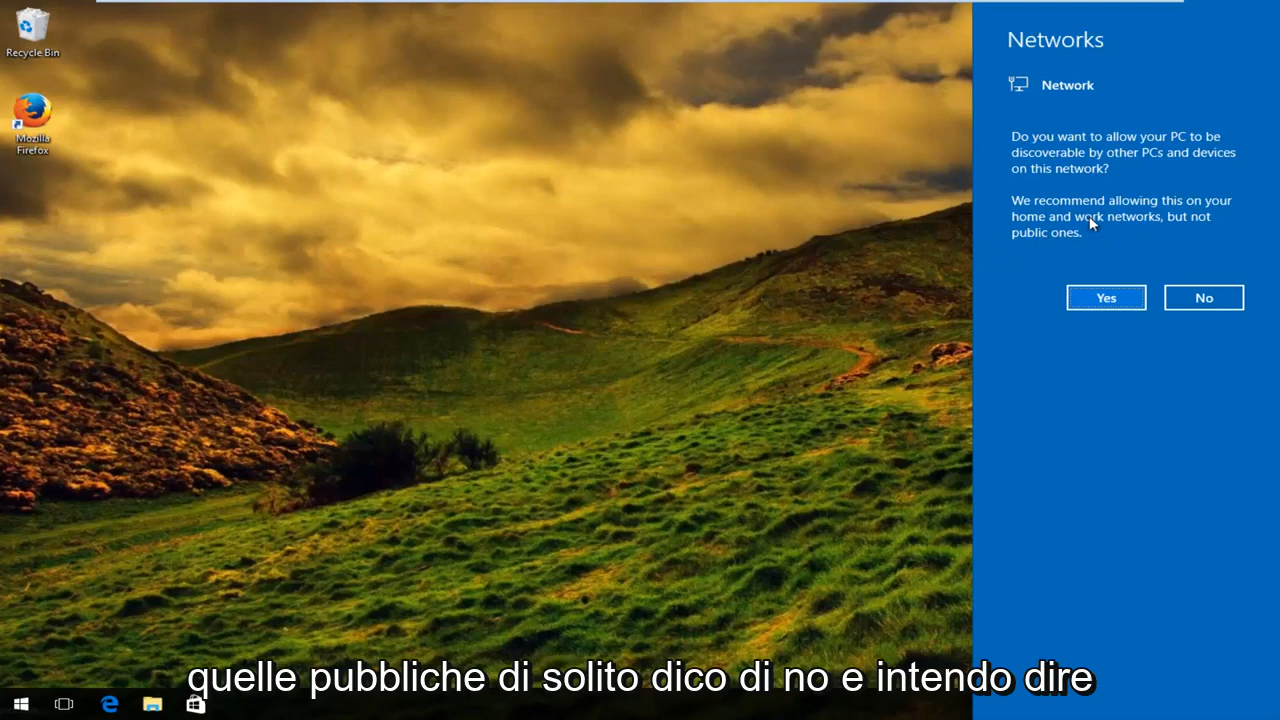 Recycle Bin
Mozilla
Firefox
Networks
Network
Do you want to allow your PC to be
discoverable by other PCs and devices
on this network?
We recommend allowing this on your
home and work networks, but not
public ones.
Yes
No
quelle pubbliche di solito dico di no e intendo dire